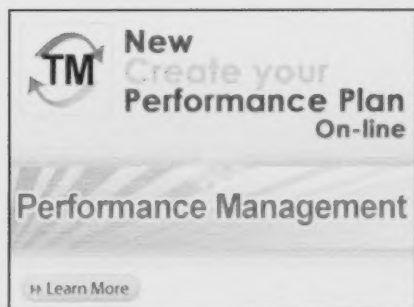 TM
New
Create your
Performance Plan
On-line
Performance Management
Learn More